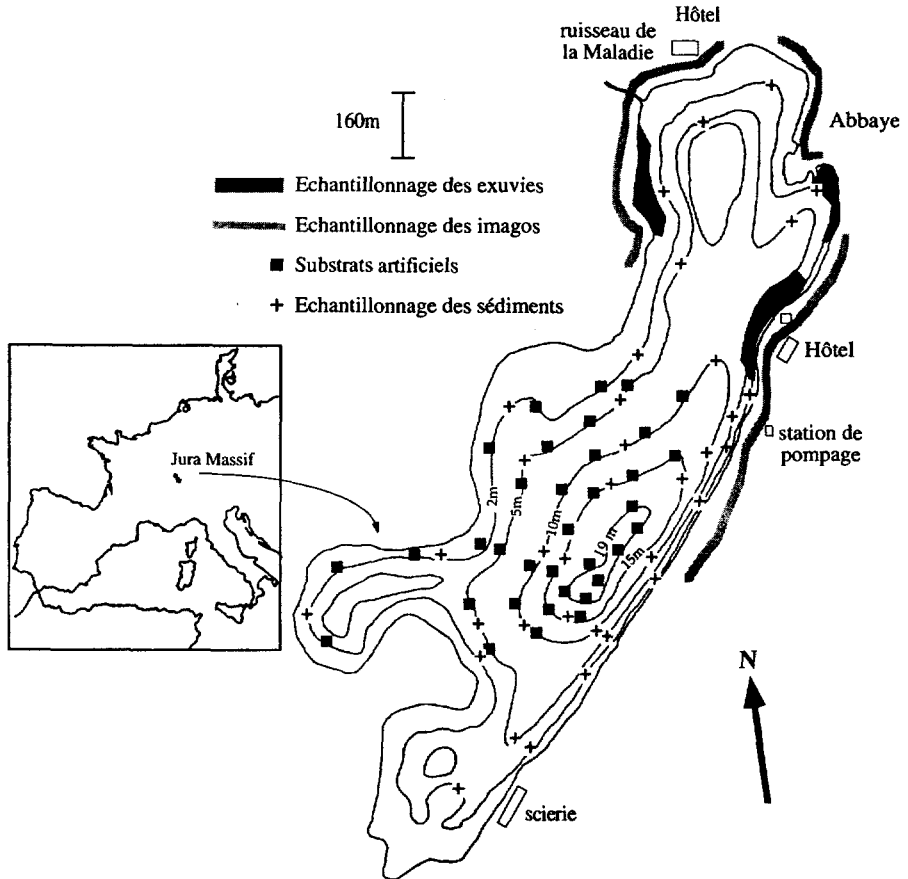 Hôtel
ruisseau de
la Maladie
160m
Abbaye
Echantillonnage des exuvies
Echantillonnage des imagos
Substrats artificiels
Echantillonnage des sédiments
Hôtel
Jura Massif
station de
pompage
2m
5m
10m
19 m
15m
N
scierie